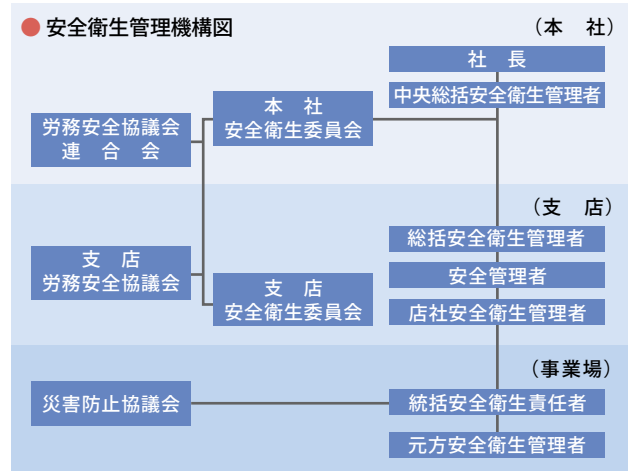 ● 安全衛生管理機構図
（本　社）
社　長
中央総括安全衛生管理者
本　社
安全衛生委員会
労務安全協議会
連　合　会
（支　店）
総括安全衛生管理者
支　店
労務安全協議会
安全管理者
支　店
安全衛生委員会
店社安全衛生管理者
（事業場）
災害防止協議会
統括安全衛生責任者
元方安全衛生管理者